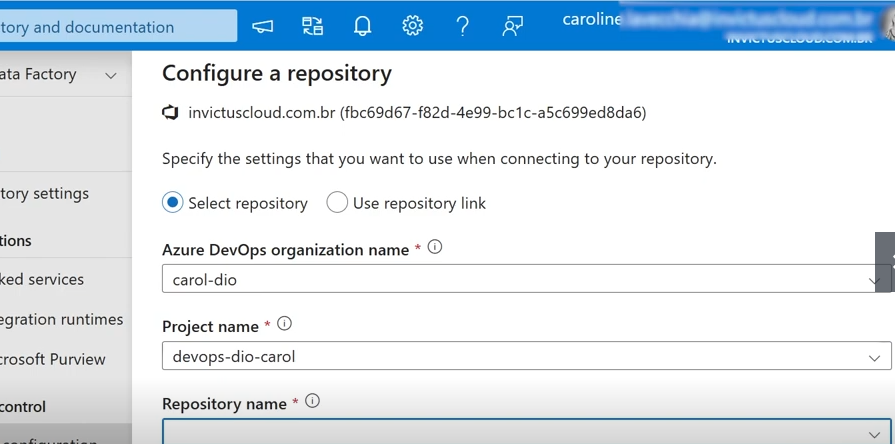 tory and documentation
caroline
INVICTUSCLOUD.COM.BR
ata Factory
Configure a repository
invictuscloud.com.br (fbc69d67-f82d-4e99-bc1c-a5c699ed8da6)
Specify the settings that you want to use when connecting to your repository.
tory settings
Select repository
Use repository link
tions
Azure DevOps organization name *
ked services
carol-dio
egration runtimes
Project name *
crosoft Purview
devops-dio-carol
control
Repository name *
configuration